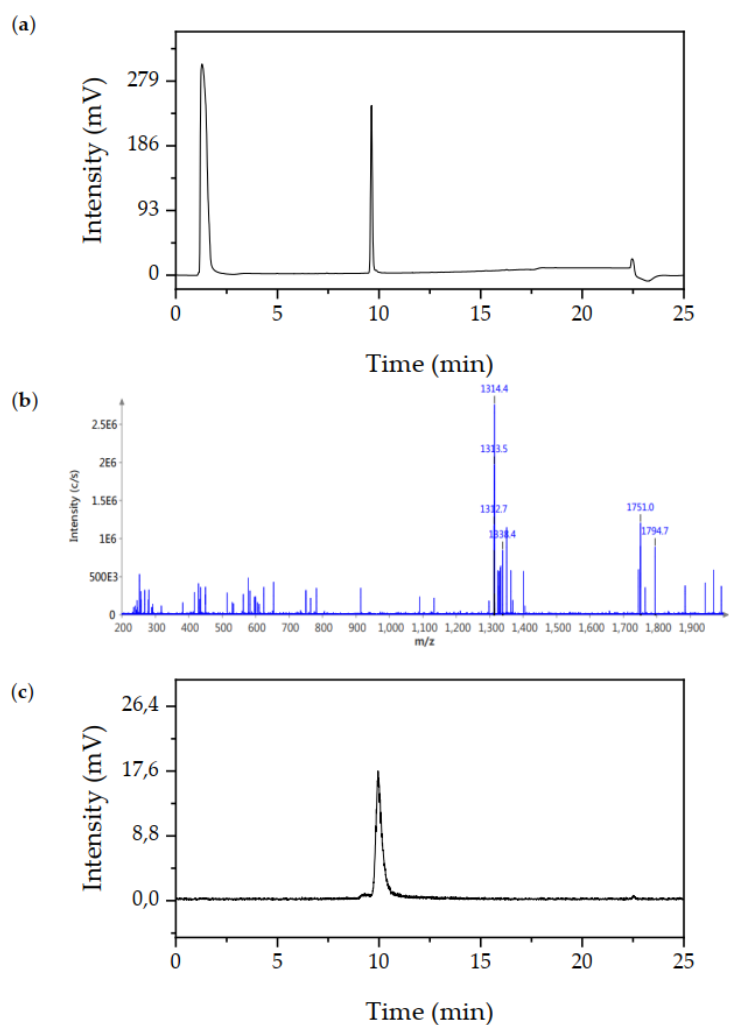 (a)
Intensity (mV)
279
186
93
0
0 5 10 15 20 25
Time (min)
(b)
Intensity (c/s)
2.5E6
2E6
1.5E6
1E6
500E3
1314.4
1313.5
1312.7
1338.4
1751.0
1794.7
200 300 400 500 600 700 800 900 1,000 1,100 1,200 1,300 1,400 1,500 1,600 1,700 1,800 1,900
m/z
(c)
Intensity (mV)
26,4
17,6
8,8
0,0
0 5 10 15 20 25
Time (min)